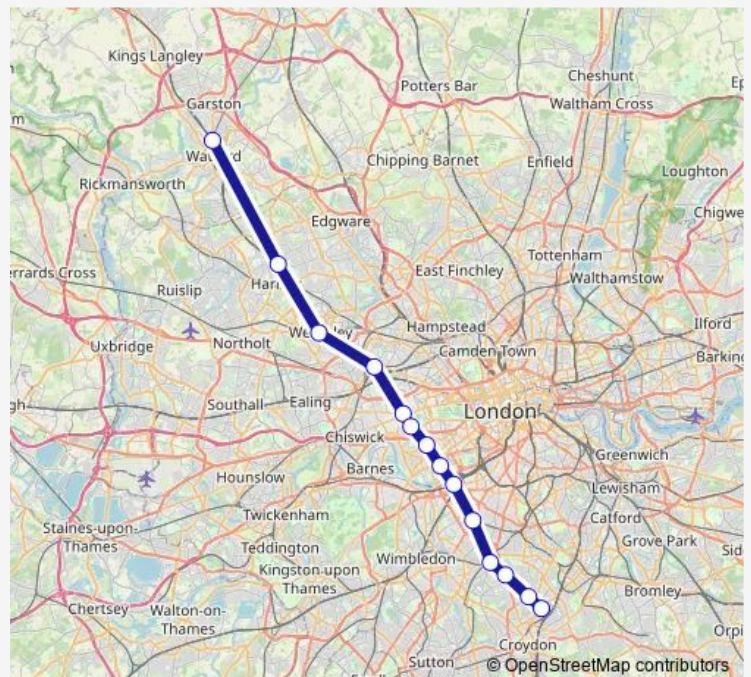 Kings Langley
Cheshunt
Potters Bar
Garston
Waltham Cross
Chipping Barnet
Enfield
Loughton
Rickmansworth
Edgware
Tottenham
East Finchley
Walthamstow
Ruislip
Hampstead
Ilford
Uxbridge
Northolt
Camden Town
Southall
Ealing
London
Chiswick
Greenwich
Barnes
Hounslow
Lewisham
Twickenham
Catford
Staines-upon-
Thames
Teddington
Grove Park
Wimbledon
Kingston upon
Thames
Bromley
Chertsey
Walton-on-
Thames
Croydon
Sutton
© OpenStreetMap contributors